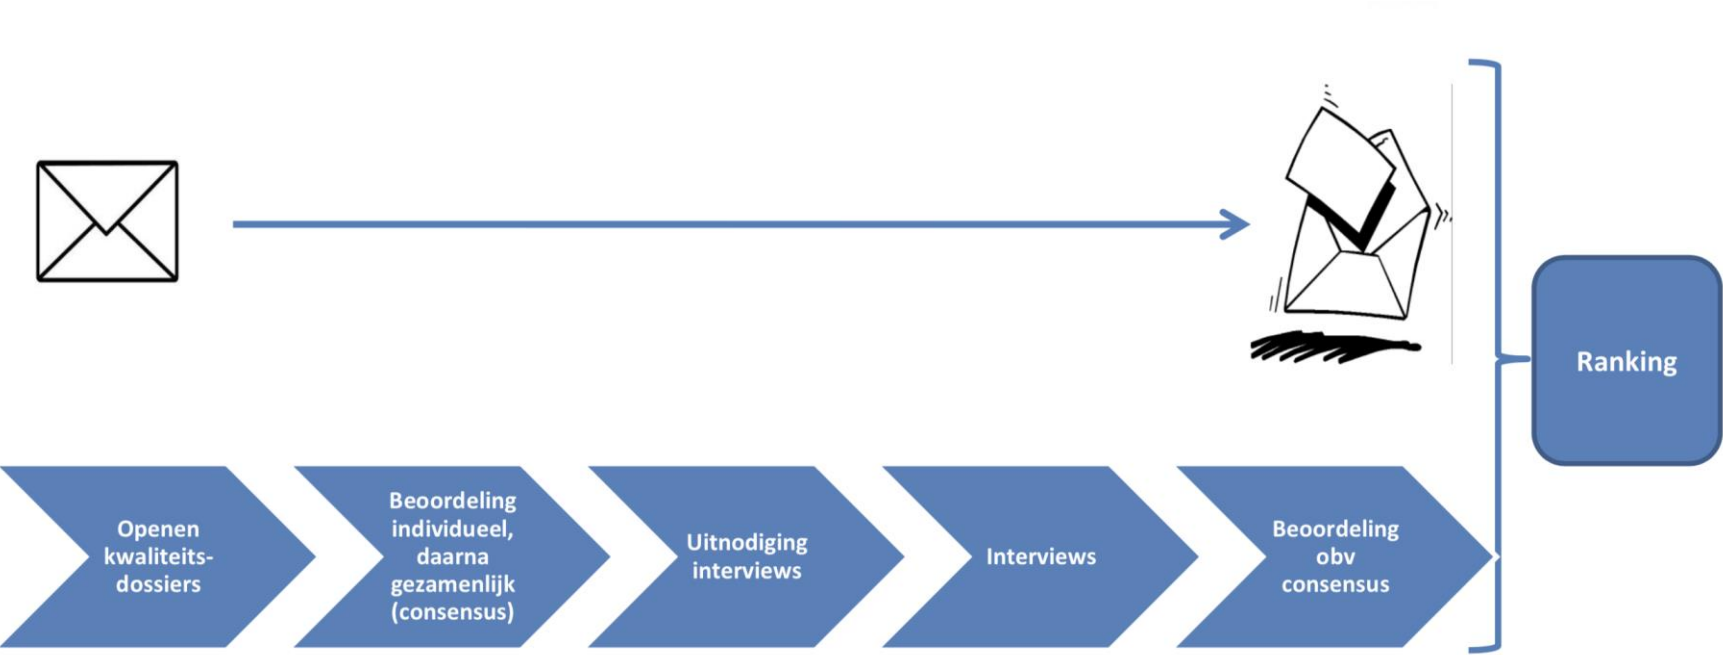 Openen
kwaliteits-
dossiers
Beoordeling
individueel,
daarna
gezamenlijk
(consensus)
Uitnodiging
interviews
Interviews
Beoordeling
obv
consensus
Ranking